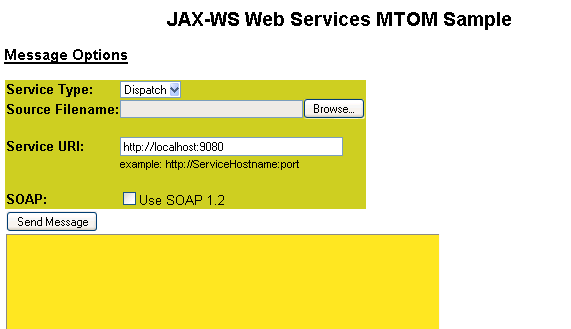 JAX-WS Web Services MTOM Sample
Message Options
Service Type: Dispatch
Source Filename: Browse...
Service URI: http://localhost:9080
example: http://ServiceHostname:port
SOAP: Use SOAP 1.2
Send Message